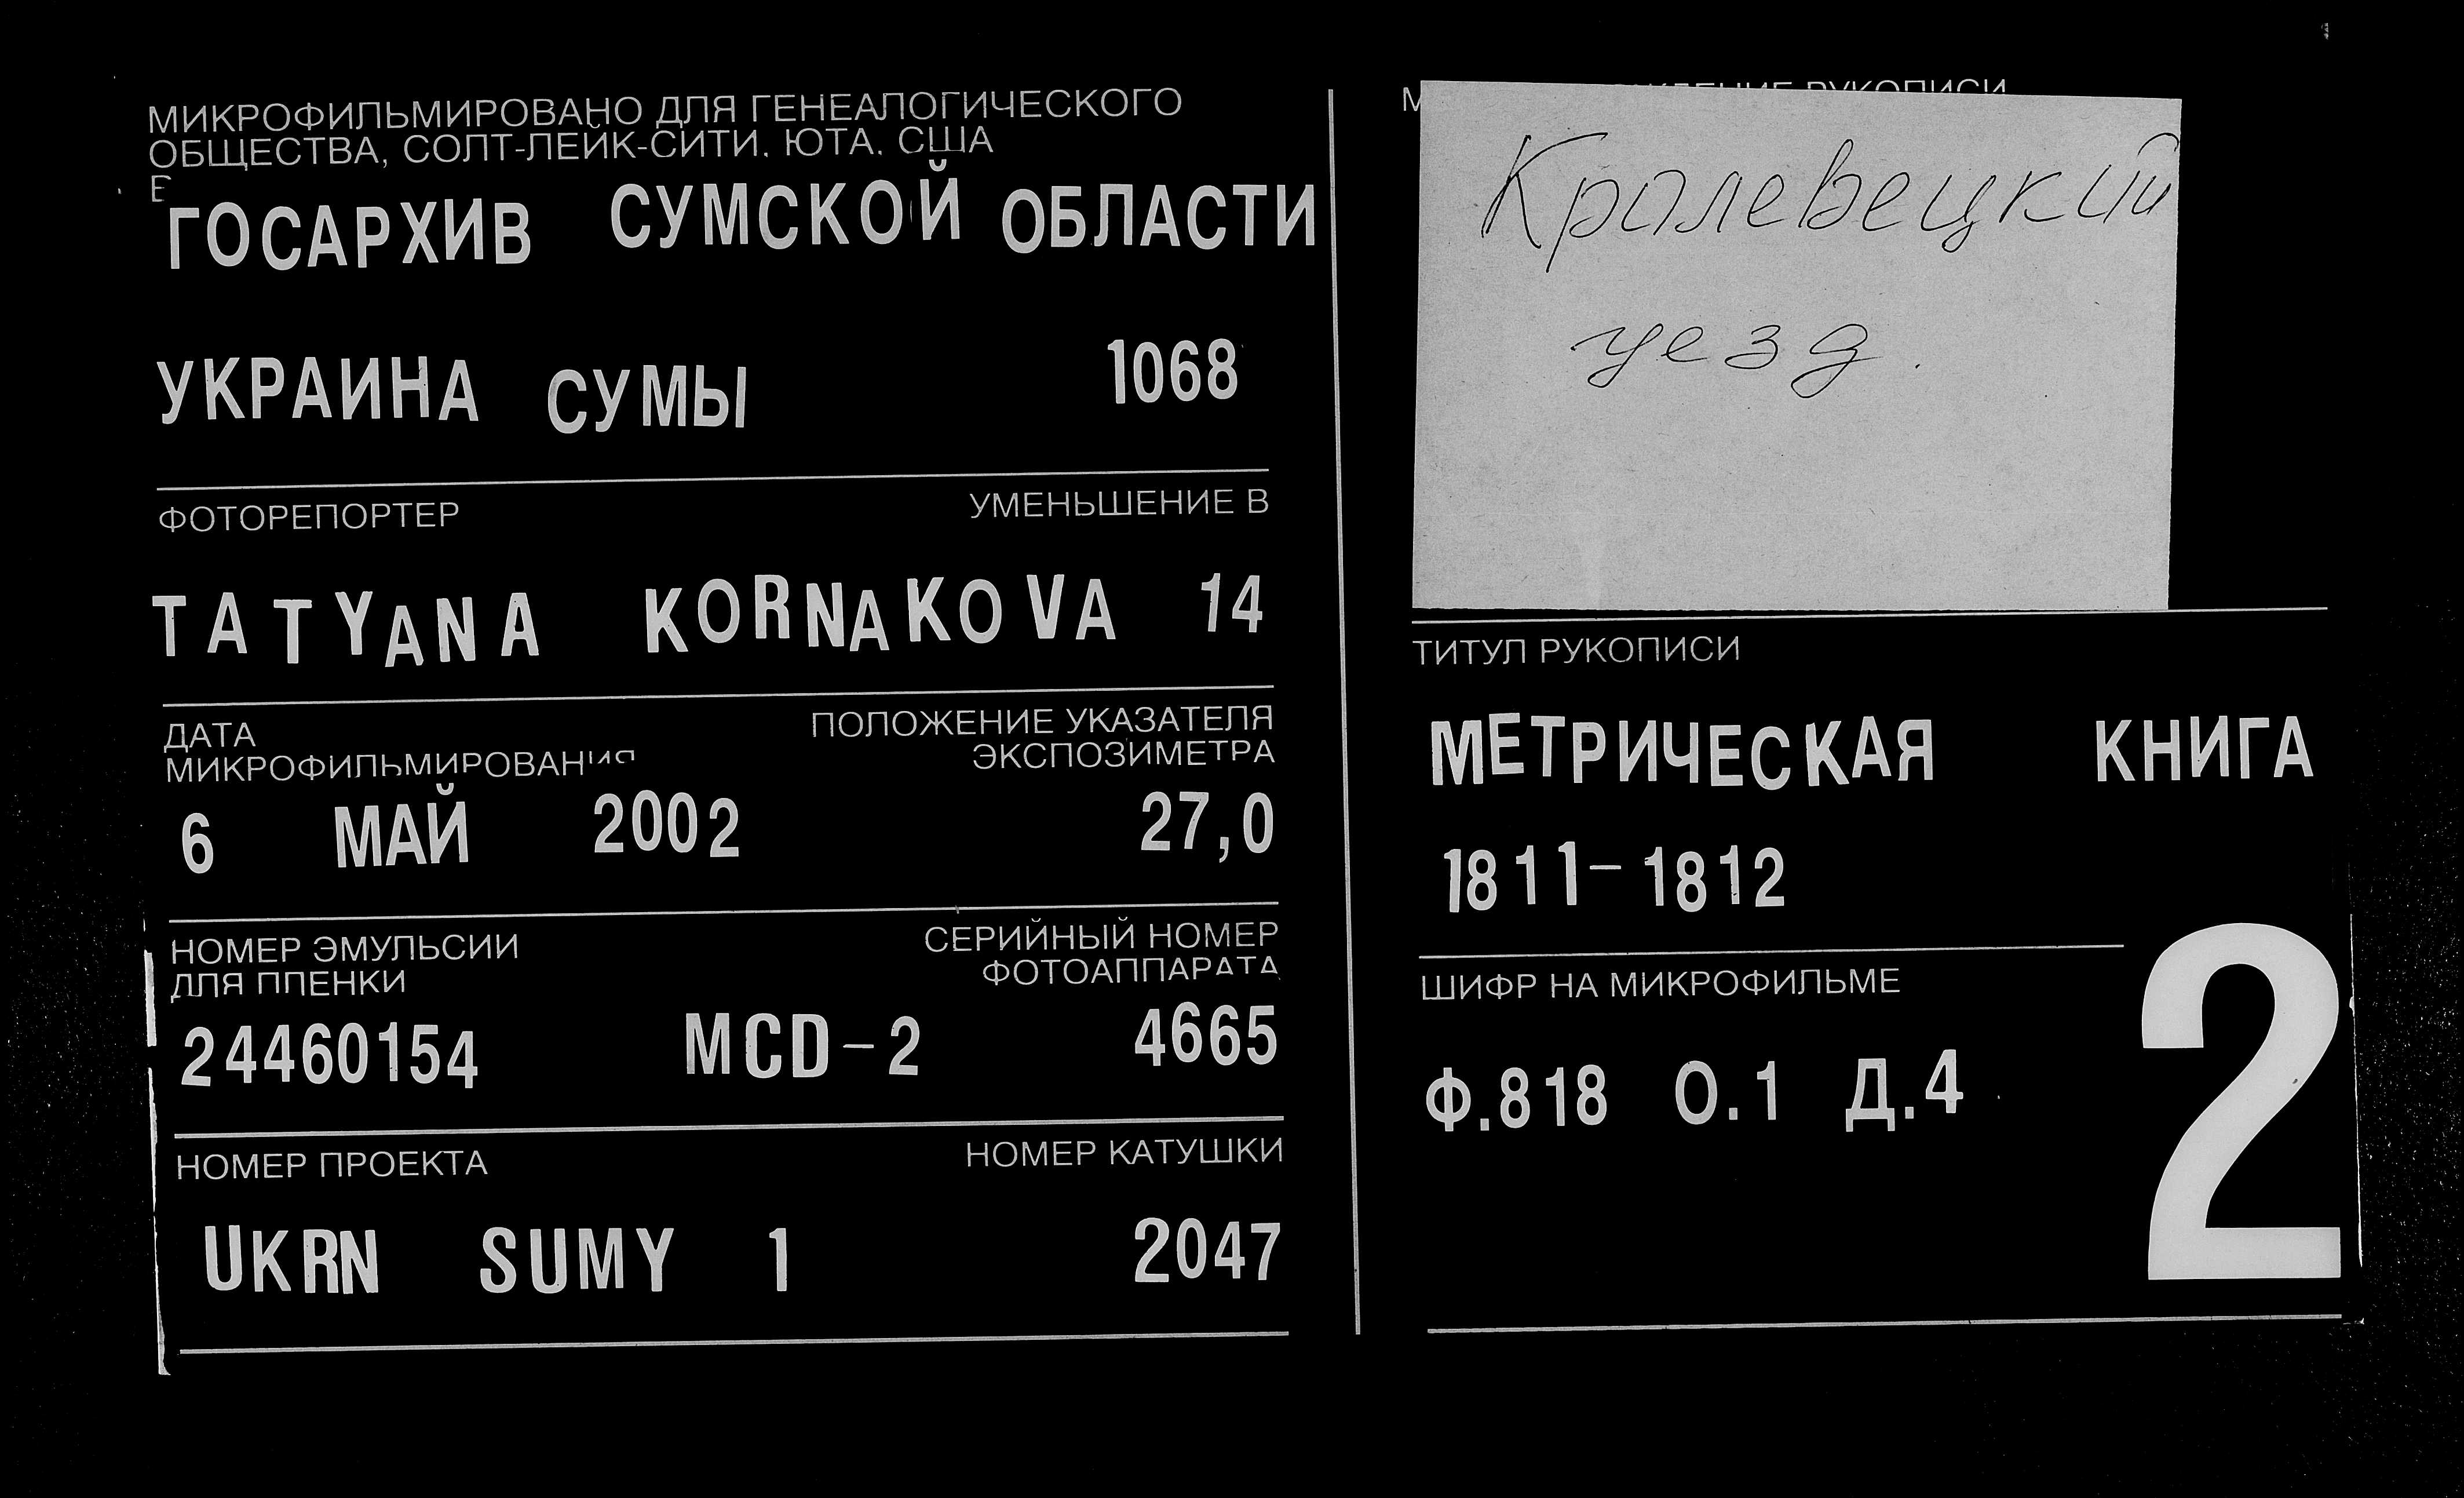 МИКРОФИЛЬМИРОВАНО ДЛЯ ГЕНЕАЛОГИЧЕСКОГО
ОБЩЕСТВА, СОЛТ-ЛЕЙК-СИТИ, ЮТА, США
В
ГОСАРХИВ СУМСКОЙ ОБЛАСТИ
УКРАИНА СУМЫ 1068
ФОТОРЕПОРТЕР УМЕНЬШЕНИЕ В
TATYANA KORNAKOVA 14
ДАТА ПОЛОЖЕНИЕ УКАЗАТЕЛЯ
МИКРОФИЛЬМИРОВАНИЯ ЭКСПОЗИМЕТРА
6 МАЙ 2002 27,0
НОМЕР ЭМУЛЬСИИ СЕРИЙНЫЙ НОМЕР
ДЛЯ ПЛЕНКИ ФОТОАППАРАТА
24460154 MCD-2 4665
НОМЕР ПРОЕКТА НОМЕР КАТУШКИ
UKRN SUMY 1 2047
РУКОПИСИ
Кролевецкий
уезд.
ТИТУЛ РУКОПИСИ
МЕТРИЧЕСКАЯ КНИГА
1811-1812
ШИФР НА МИКРОФИЛЬМЕ
Ф.818 О.1 Д.4
2